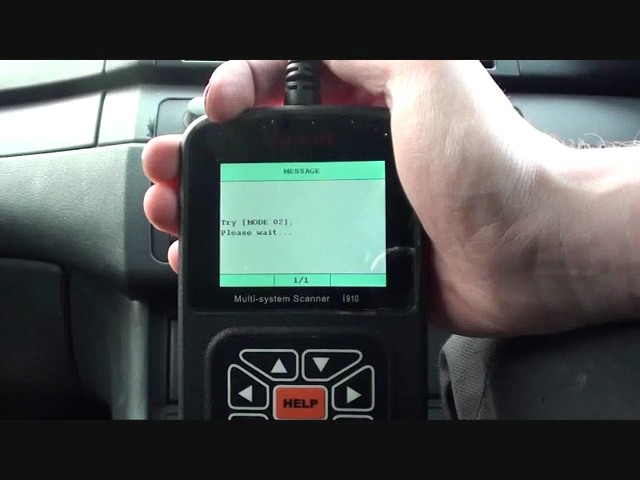 MESSAGE
Try [MODE 02],
Please wait...
1/1
Multi-system Scanner i910
HELP